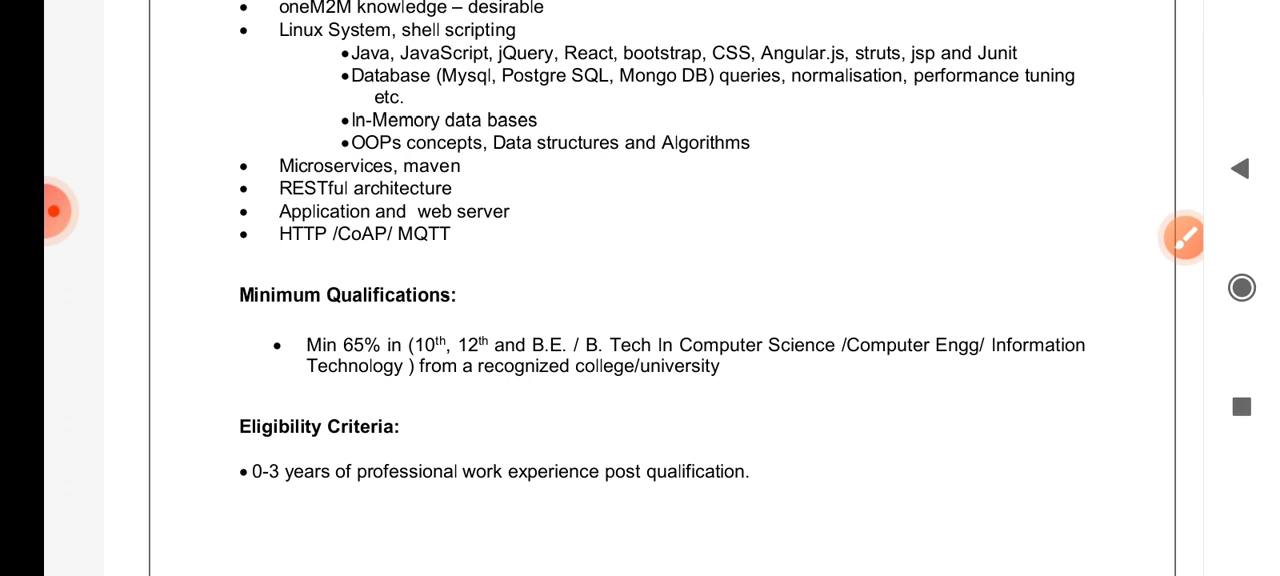 • oneM2M knowledge – desirable
• Linux System, shell scripting
•Java, JavaScript, jQuery, React, bootstrap, CSS, Angular.js, struts, jsp and Junit
•Database (Mysql, Postgre SQL, Mongo DB) queries, normalisation, performance tuning
etc.
•In-Memory data bases
•OOPs concepts, Data structures and Algorithms
• Microservices, maven
• RESTful architecture
• Application and web server
• HTTP /CoAP/ MQTT
Minimum Qualifications:
• Min 65% in (10th, 12th and B.E. / B. Tech In Computer Science /Computer Engg/ Information
Technology ) from a recognized college/university
Eligibility Criteria:
• 0-3 years of professional work experience post qualification.